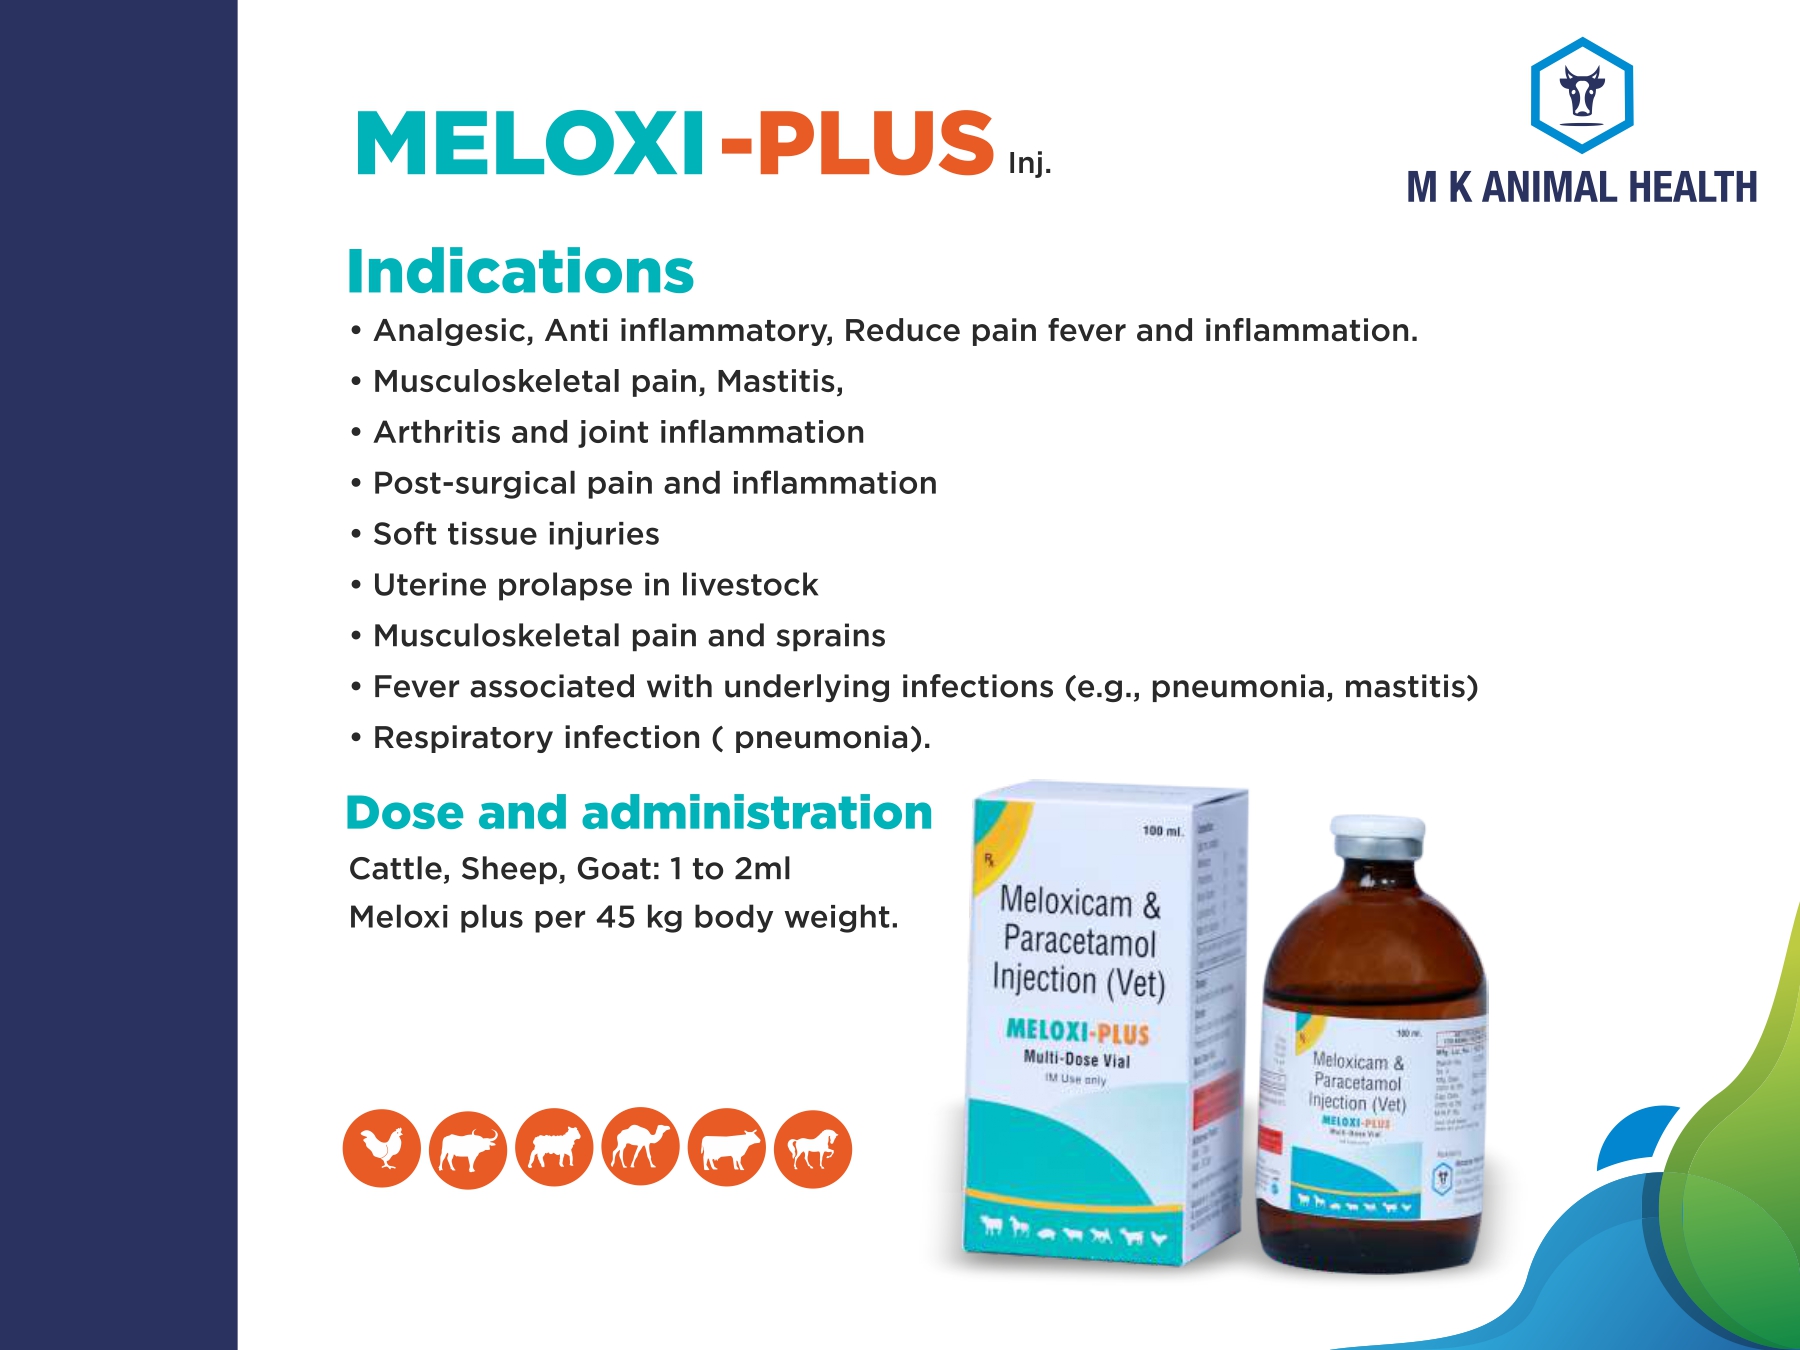 MELOXI-PLUS Inj.
M K ANIMAL HEALTH
Indications
• Analgesic, Anti inflammatory, Reduce pain fever and inflammation.
• Musculoskeletal pain, Mastitis,
• Arthritis and joint inflammation
• Post-surgical pain and inflammation
• Soft tissue injuries
• Uterine prolapse in livestock
• Musculoskeletal pain and sprains
• Fever associated with underlying infections (e.g., pneumonia, mastitis)
• Respiratory infection ( pneumonia).
Dose and administration
Cattle, Sheep, Goat: 1 to 2ml
Meloxi plus per 45 kg body weight.
100 ml.
Rx
Meloxicam &
Paracetamol
Injection (Vet)
MELOXI-PLUS
Multi-Dose Vial
IM Use only
100 ml.
Meloxicam &
Paracetamol
Injection (Vet)
MELOXI-PLUS
Multi-Dose Vial